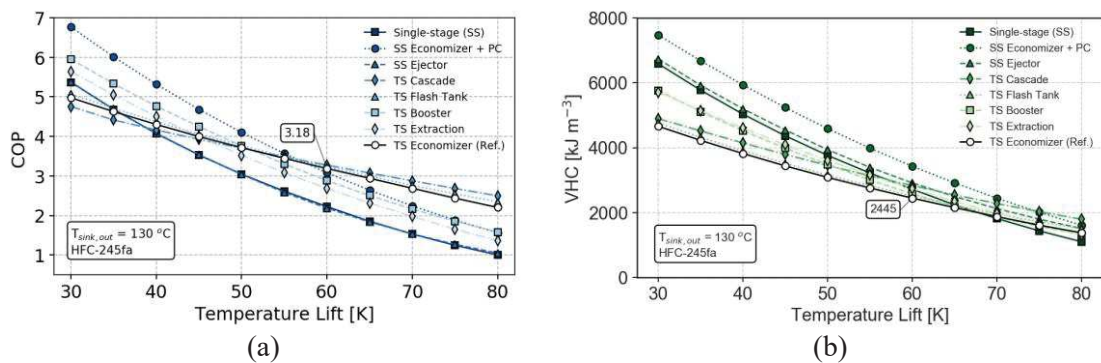 7
6
5
4
3
2
1
COP
Single-stage (SS)
SS Economizer + PC
SS Ejector
TS Cascade
TS Flash Tank
TS Booster
TS Extraction
TS Economizer (Ref.)
3.18
T_sink,out = 130 °C
HFC-245fa
30 40 50 60 70 80
Temperature Lift [K]
(a)
8000
6000
4000
2000
0
VHC [kJ m⁻³]
Single-stage (SS)
SS Economizer + PC
SS Ejector
TS Cascade
TS Flash Tank
TS Booster
TS Extraction
TS Economizer (Ref.)
2445
T_sink,out = 130 °C
HFC-245fa
30 40 50 60 70 80
Temperature Lift [K]
(b)